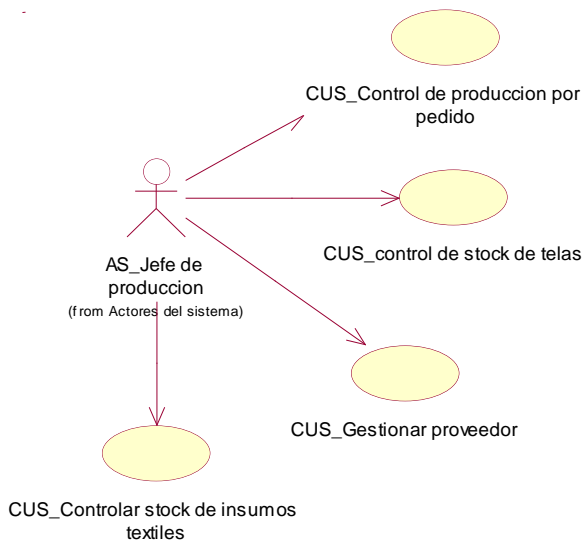 CUS_Control de produccion por
pedido
CUS_control de stock de telas
AS_Jefe de
produccion
(from Actores del sistema)
CUS_Gestionar proveedor
CUS_Controlar stock de insumos
textiles